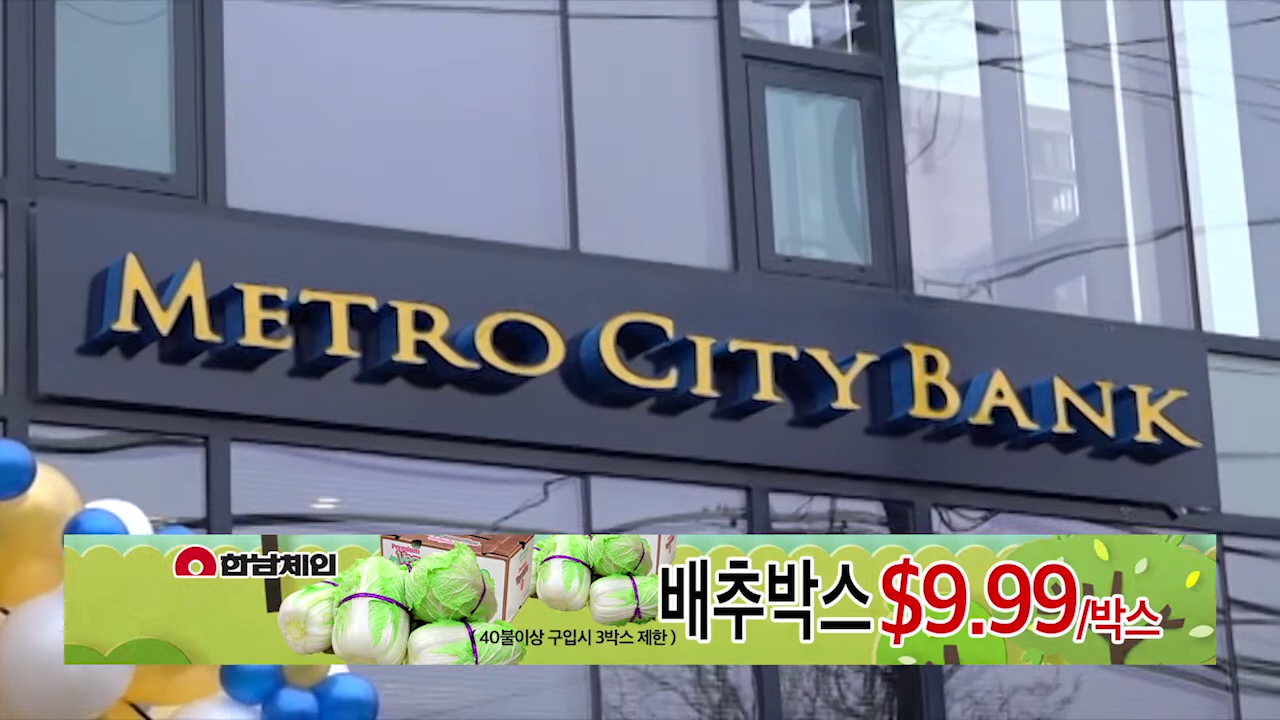 METRO CITY BANK
한남체인
Premium
배추박스 $9.99/박스
40불이상 구입시 3박스 제한 )